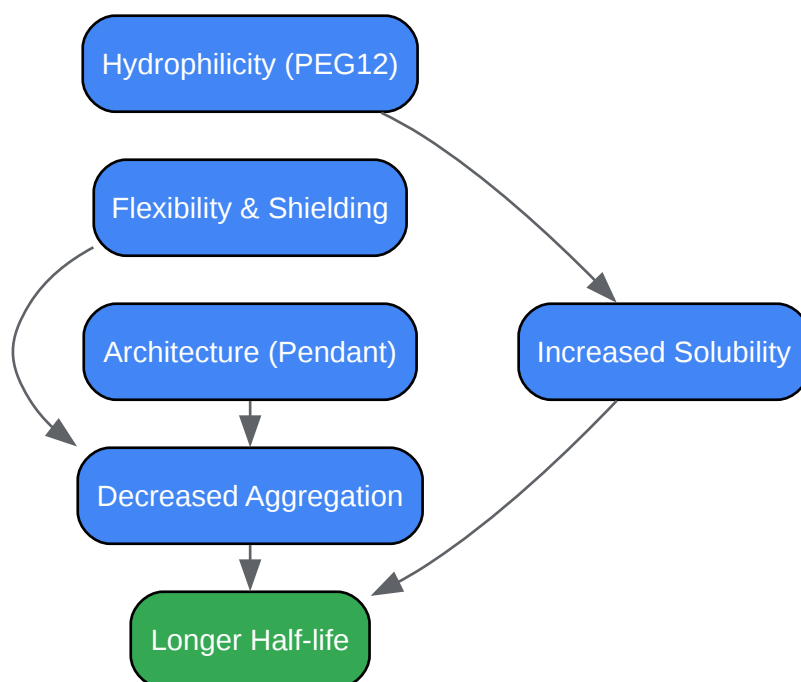 Hydrophilicity (PEG12)
Flexibility & Shielding
Architecture (Pendant)
Increased Solubility
Decreased Aggregation
Longer Half-life